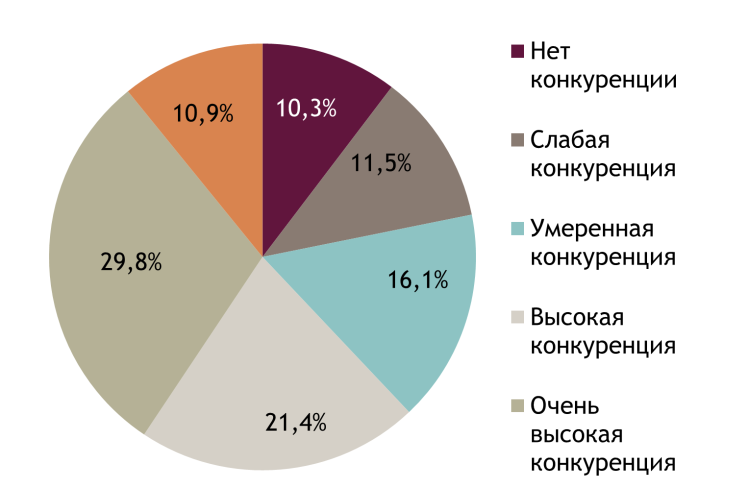 10,9%
10,3%
11,5%
16,1%
21,4%
29,8%
Нет
конкуренции
Слабая
конкуренция
Умеренная
конкуренция
Высокая
конкуренция
Очень
высокая
конкуренция